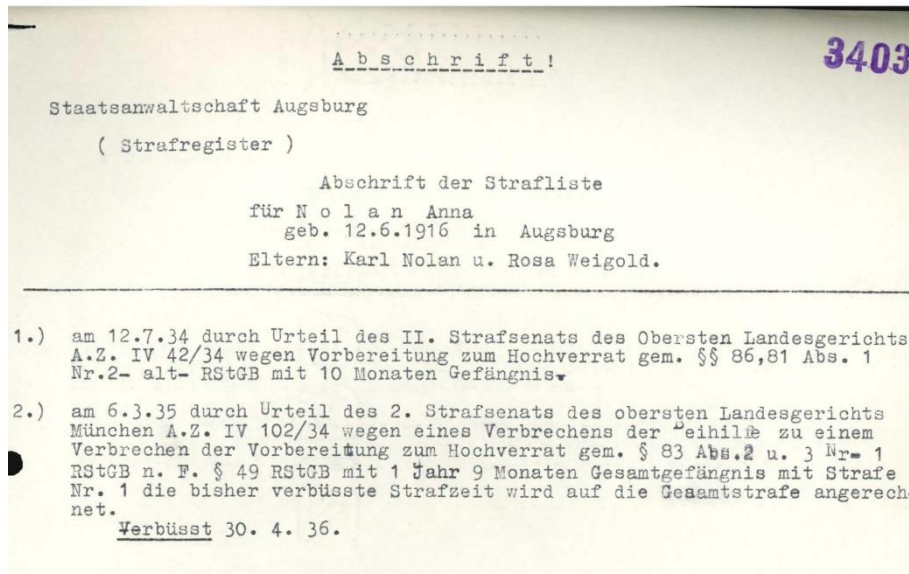 A b s c h r i f t !
3403
Staatsanwaltschaft Augsburg
( Strafregister )
Abschrift der Strafliste
für N o l a n Anna
geb. 12.6.1916 in Augsburg
Eltern: Karl Nolan u. Rosa Weigold.
1.) am 12.7.34 durch Urteil des II. Strafsenats des Obersten Landesgerichts
A.Z. IV 42/34 wegen Vorbereitung zum Hochverrat gem. §§ 86,81 Abs. 1
Nr.2- alt- RStGB mit 10 Monaten Gefängnis.
2.) am 6.3.35 durch Urteil des 2. Strafsenats des obersten Landesgerichts
München A.Z. IV 102/34 wegen eines Verbrechens der Beihilfe zu einem
Verbrechen der Vorbereitung zum Hochverrat gem. § 83 Abs.2 u. 3 Nr- 1
RStGB n. F. § 49 RStGB mit 1 Jahr 9 Monaten Gesamtgefängnis mit Strafe
Nr. 1 die bisher verbüsste Strafzeit wird auf die Gesamtstrafe angerech-
net.
Verbüsst 30. 4. 36.